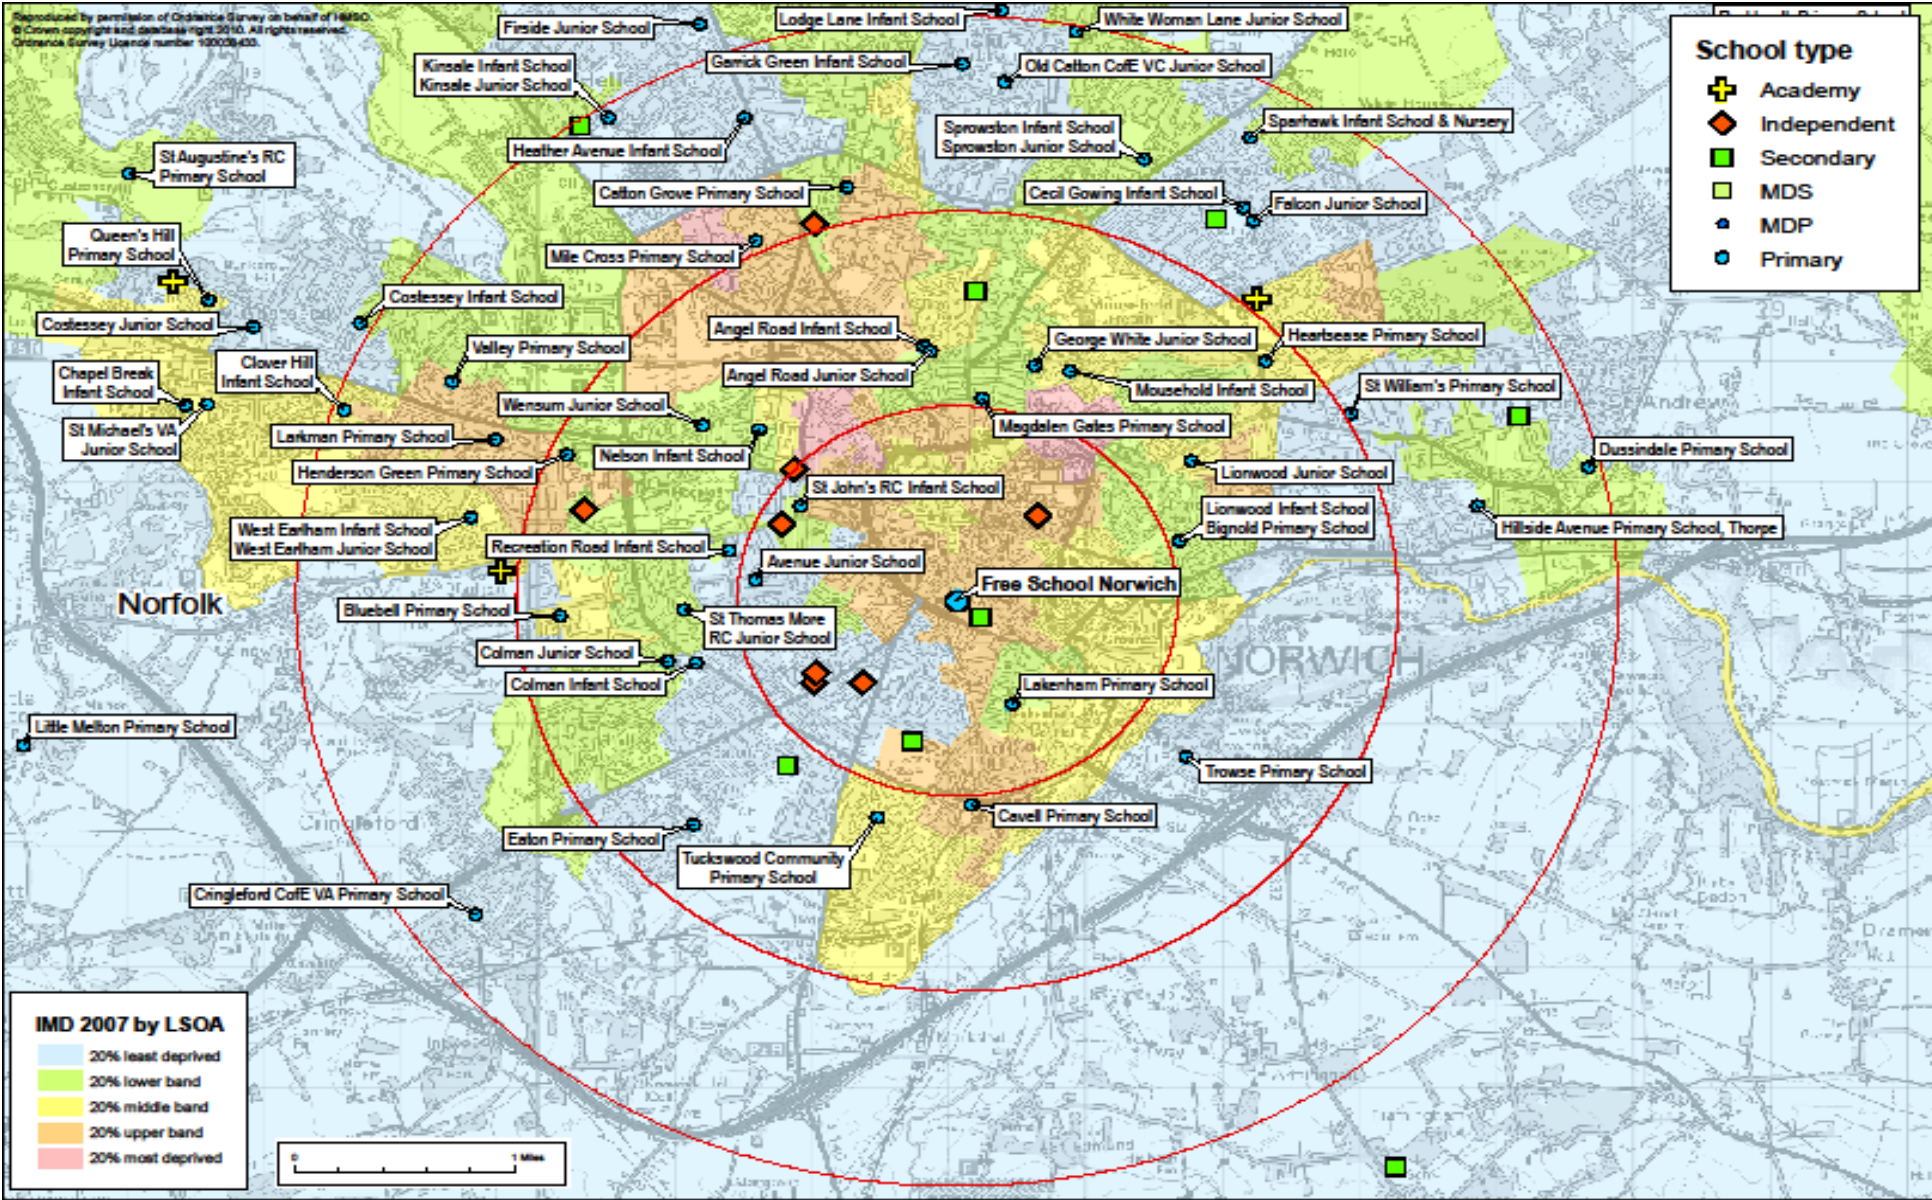 Reproduced by permission of Ordnance Survey on behalf of HMSO.
© Crown copyright and database right 2010. All rights reserved.
Ordnance Survey Licence number 100038433.
Firside Junior School
Lodge Lane Infant School
White Woman Lane Junior School
Kinsale Infant School
Kinsale Junior School
Garrick Green Infant School
Old Catton CofE VC Junior School
Heather Avenue Infant School
Sprowston Infant School
Sprowston Junior School
Sparhawk Infant School & Nursery
St Augustine's RC
Primary School
Catton Grove Primary School
Cecil Gowing Infant School
Falcon Junior School
Queen's Hill
Primary School
Mile Cross Primary School
Costessey Infant School
Costessey Junior School
Angel Road Infant School
George White Junior School
Heartsease Primary School
Valley Primary School
Clover Hill
Infant School
Chapel Break
Infant School
Angel Road Junior School
Mousehold Infant School
St William's Primary School
Wensum Junior School
St Michael's VA
Junior School
Larkman Primary School
Magdalen Gates Primary School
Nelson Infant School
Henderson Green Primary School
Lionwood Junior School
Dussindale Primary School
St John's RC Infant School
West Earlham Infant School
West Earlham Junior School
Lionwood Infant School
Bignold Primary School
Hillside Avenue Primary School, Thorpe
Recreation Road Infant School
Avenue Junior School
Free School Norwich
Norfolk
Bluebell Primary School
St Thomas More
RC Junior School
NORWICH
Colman Junior School
Colman Infant School
Lakenham Primary School
Little Melton Primary School
Trowse Primary School
Cavell Primary School
Cringleford
Eaton Primary School
Tuckswood Community
Primary School
Cringleford CofE VA Primary School
School type
Academy
Independent
Secondary
MDS
MDP
Primary
IMD 2007 by LSOA
20% least deprived
20% lower band
20% middle band
20% upper band
20% most deprived
0 1 Miles